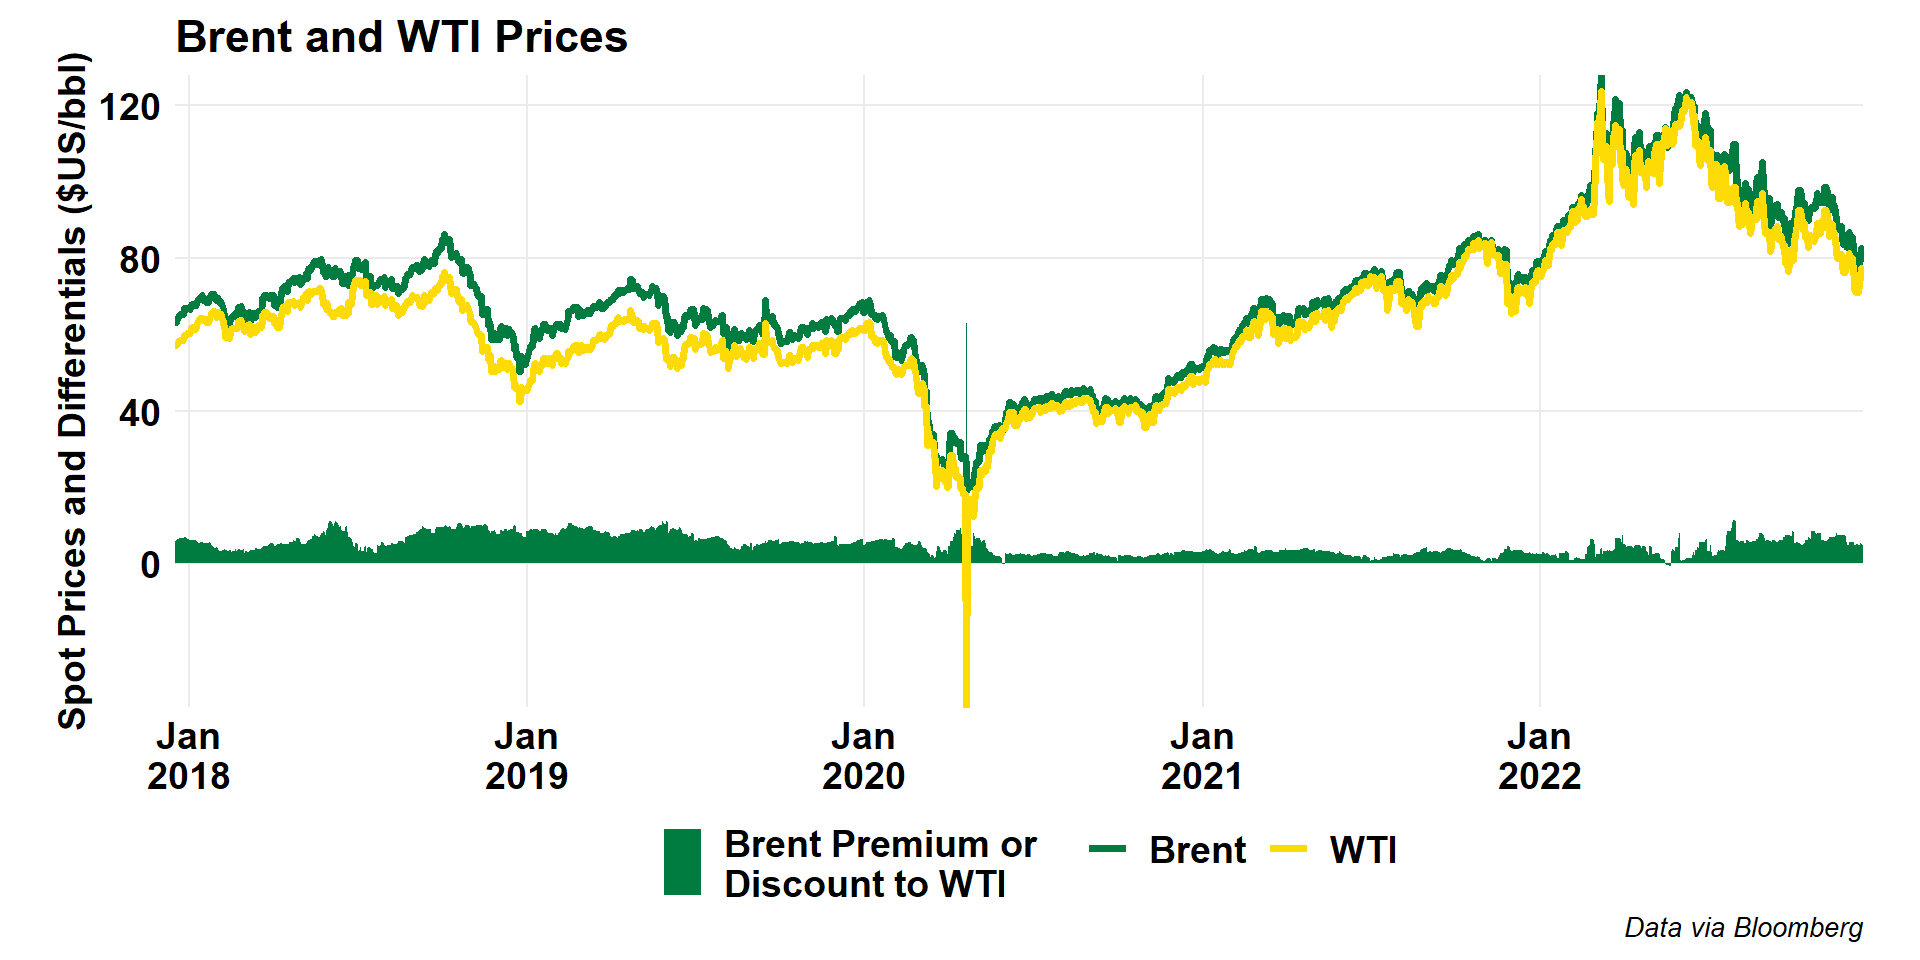 Brent and WTI Prices
Spot Prices and Differentials ($US/bbl)
120
80
40
0
Jan
2018
Jan
2019
Jan
2020
Jan
2021
Jan
2022
Brent Premium or
Discount to WTI
Brent
WTI
Data via Bloomberg